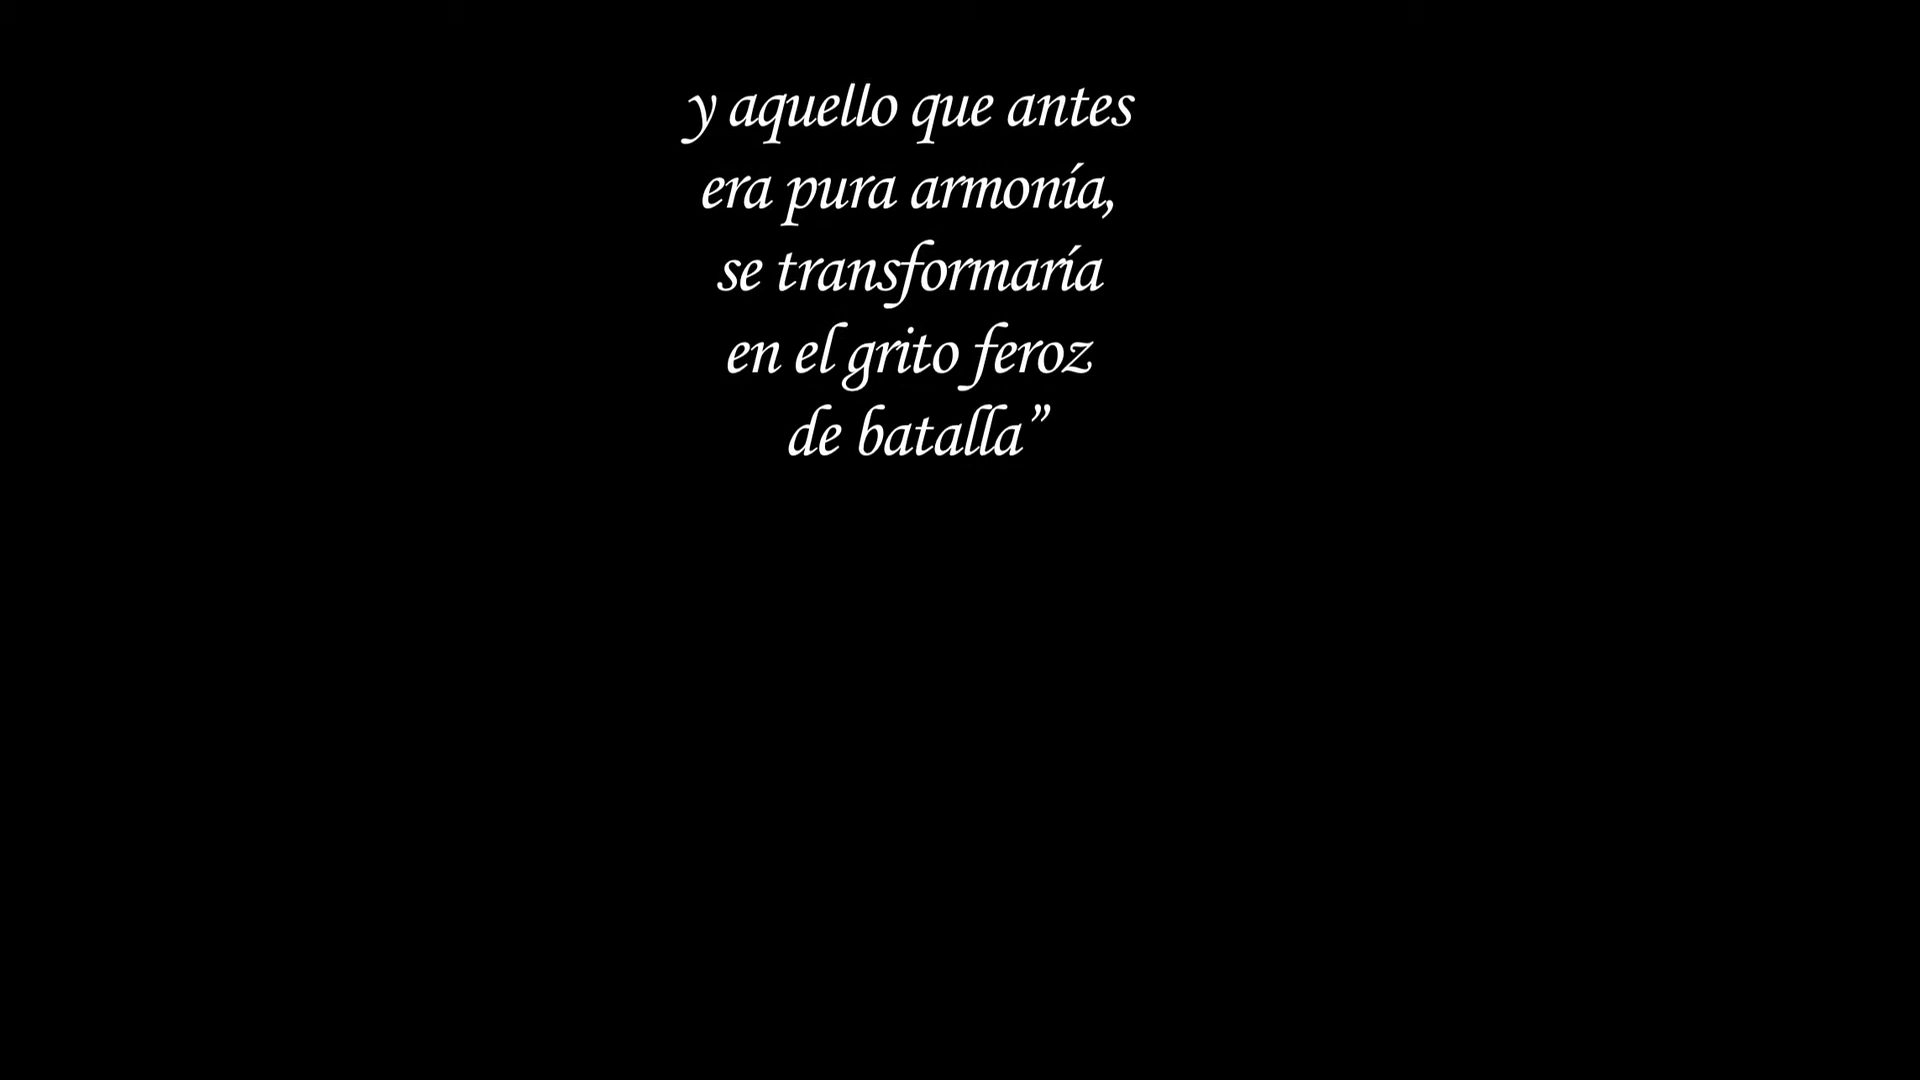 y aquello que antes
era pura armonía,
se transformaría
en el grito feroz
de batalla”